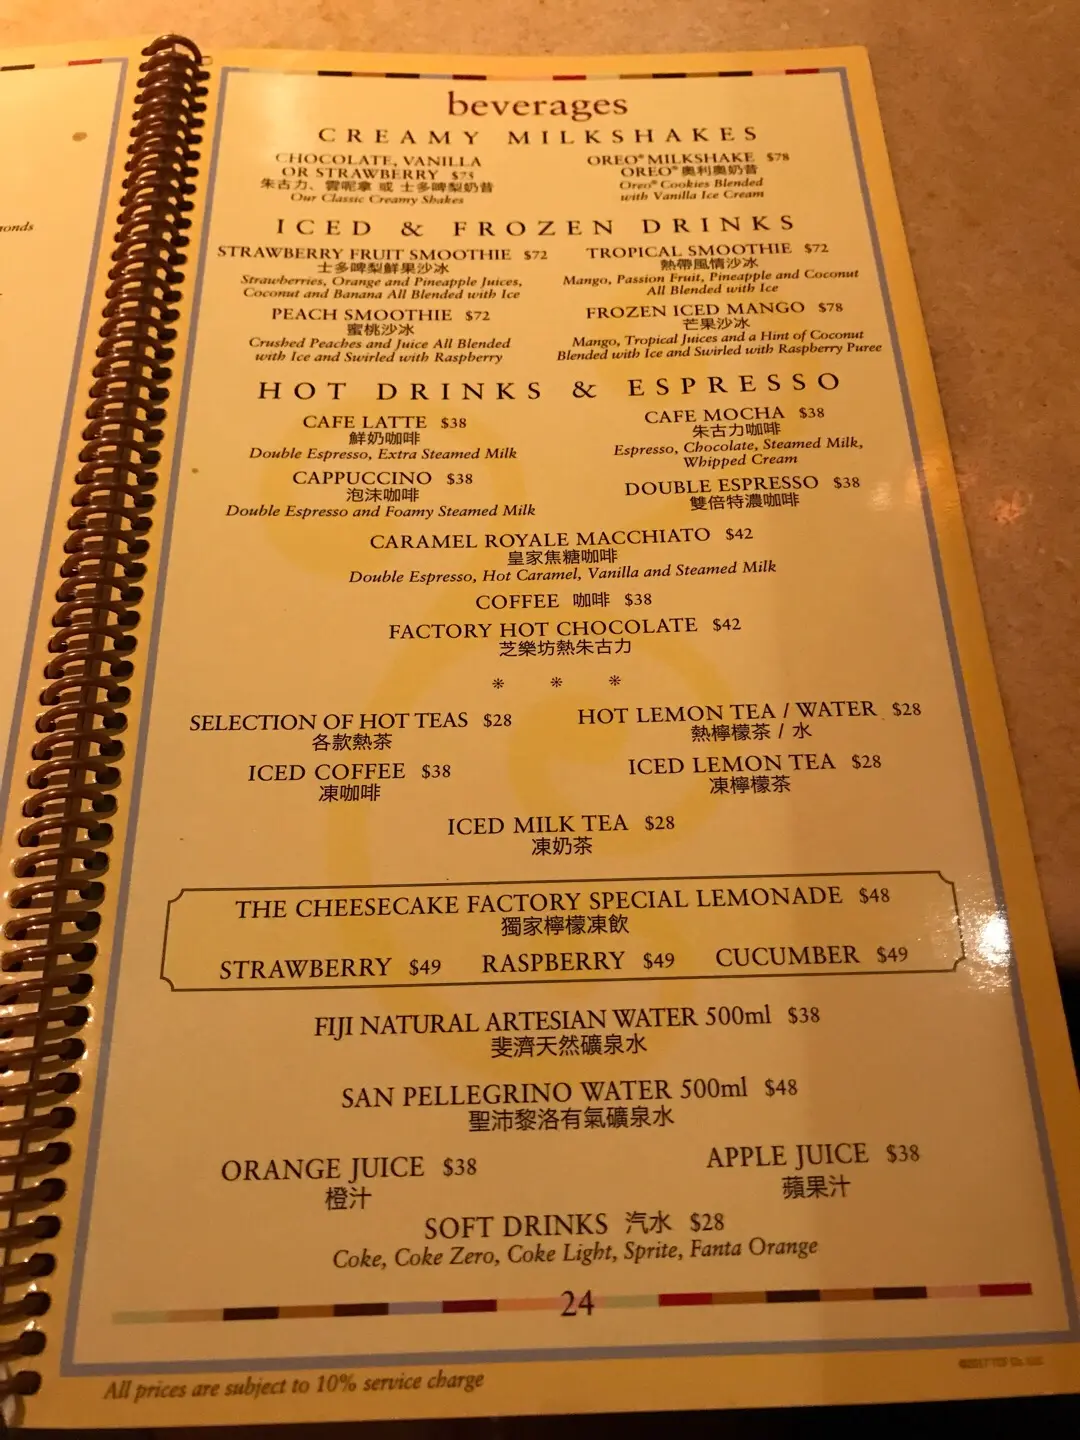 onds
beverages
CREAMY MILKSHAKES
CHOCOLATE, VANILLA
OR STRAWBERRY $75
朱古力、雲呢拿 或 士多啤梨奶昔
Our Classic Creamy Shakes
OREO® MILKSHAKE $78
OREO® 奧利奧奶昔
Oreo® Cookies Blended
with Vanilla Ice Cream
ICED & FROZEN DRINKS
STRAWBERRY FRUIT SMOOTHIE $72
士多啤梨鮮果沙冰
Strawberries, Orange and Pineapple Juices,
Coconut and Banana All Blended with Ice
TROPICAL SMOOTHIE $72
熱帶風情沙冰
Mango, Passion Fruit, Pineapple and Coconut
All Blended with Ice
PEACH SMOOTHIE $72
蜜桃沙冰
Crushed Peaches and Juice All Blended
with Ice and Swirled with Raspberry
FROZEN ICED MANGO $78
芒果沙冰
Mango, Tropical Juices and a Hint of Coconut
Blended with Ice and Swirled with Raspberry Puree
HOT DRINKS & ESPRESSO
CAFE LATTE $38
鮮奶咖啡
Double Espresso, Extra Steamed Milk
CAFE MOCHA $38
朱古力咖啡
Espresso, Chocolate, Steamed Milk,
Whipped Cream
CAPPUCCINO $38
泡沫咖啡
Double Espresso and Foamy Steamed Milk
DOUBLE ESPRESSO $38
雙倍特濃咖啡
CARAMEL ROYALE MACCHIATO $42
皇家焦糖咖啡
Double Espresso, Hot Caramel, Vanilla and Steamed Milk
COFFEE 咖啡 $38
FACTORY HOT CHOCOLATE $42
芝樂坊熱朱古力
SELECTION OF HOT TEAS $28
各款熱茶
HOT LEMON TEA / WATER $28
熱檸檬茶 / 水
ICED COFFEE $38
凍咖啡
ICED LEMON TEA $28
凍檸檬茶
ICED MILK TEA $28
凍奶茶
THE CHEESECAKE FACTORY SPECIAL LEMONADE $48
獨家檸檬凍飲
STRAWBERRY $49 RASPBERRY $49 CUCUMBER $49
FIJI NATURAL ARTESIAN WATER 500ml $38
斐濟天然礦泉水
SAN PELLEGRINO WATER 500ml $48
聖沛黎洛有氣礦泉水
ORANGE JUICE $38
橙汁
APPLE JUICE $38
蘋果汁
SOFT DRINKS 汽水 $28
Coke, Coke Zero, Coke Light, Sprite, Fanta Orange
24
©2017 TCF Co. LLC
All prices are subject to 10% service charge